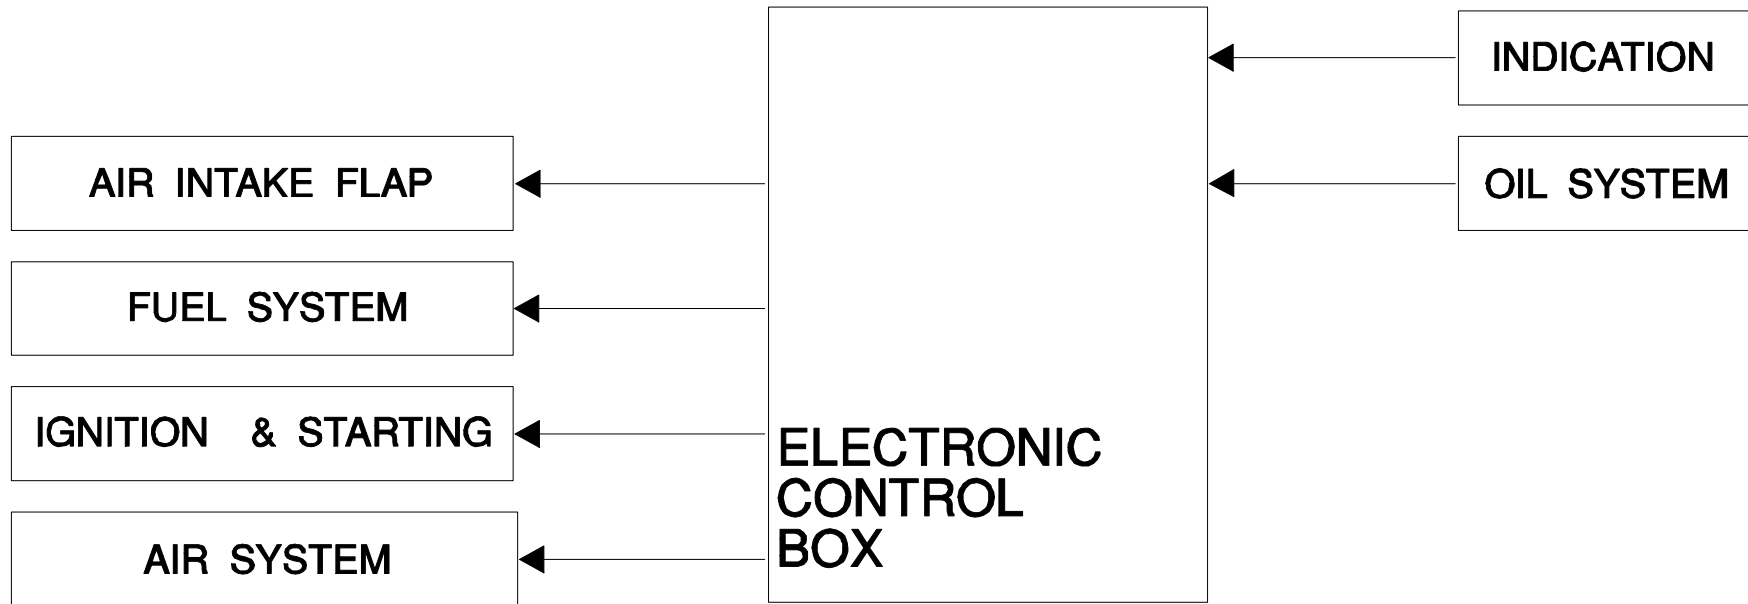 INDICATION
AIR INTAKE FLAP
OIL SYSTEM
FUEL SYSTEM
IGNITION & STARTING
ELECTRONIC
CONTROL
BOX
AIR SYSTEM